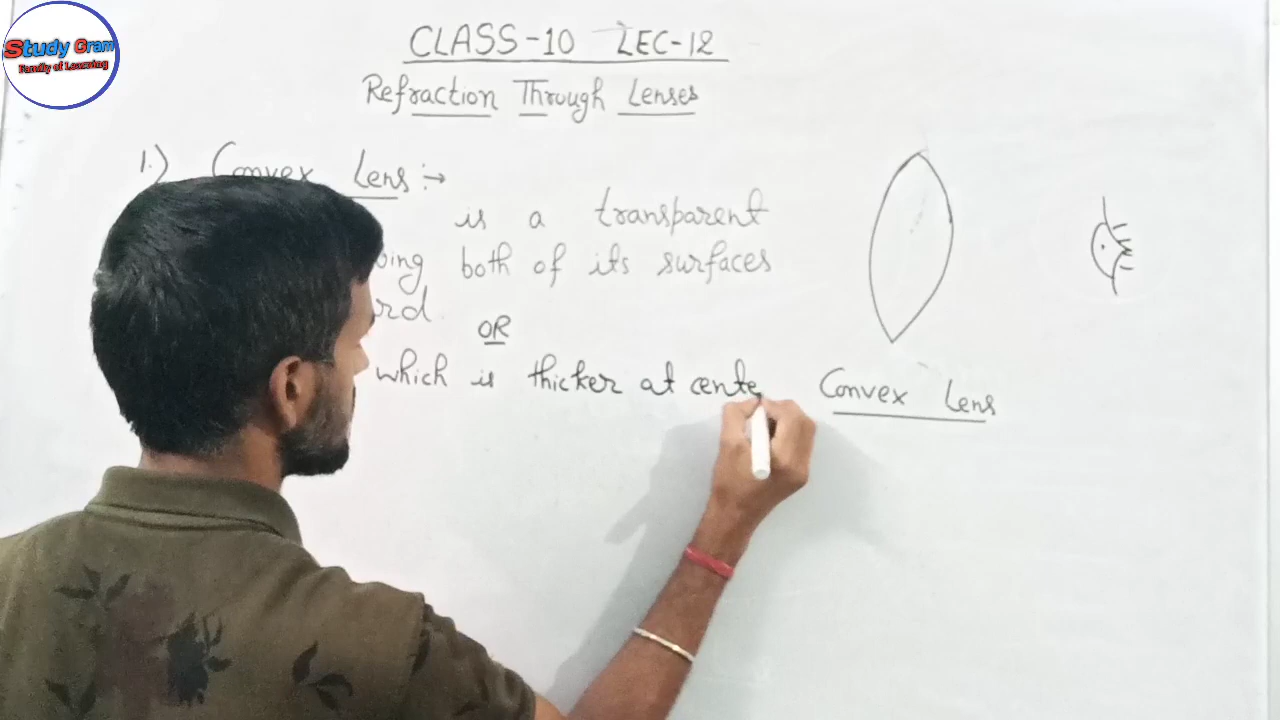 Study Gram
Family of Learning
CLASS-10 LEC-12
Refraction Through Lenses
1.) Convex Lens :→
is a transparent
both of its surfaces
OR
which is thicker at cente
Convex Lens